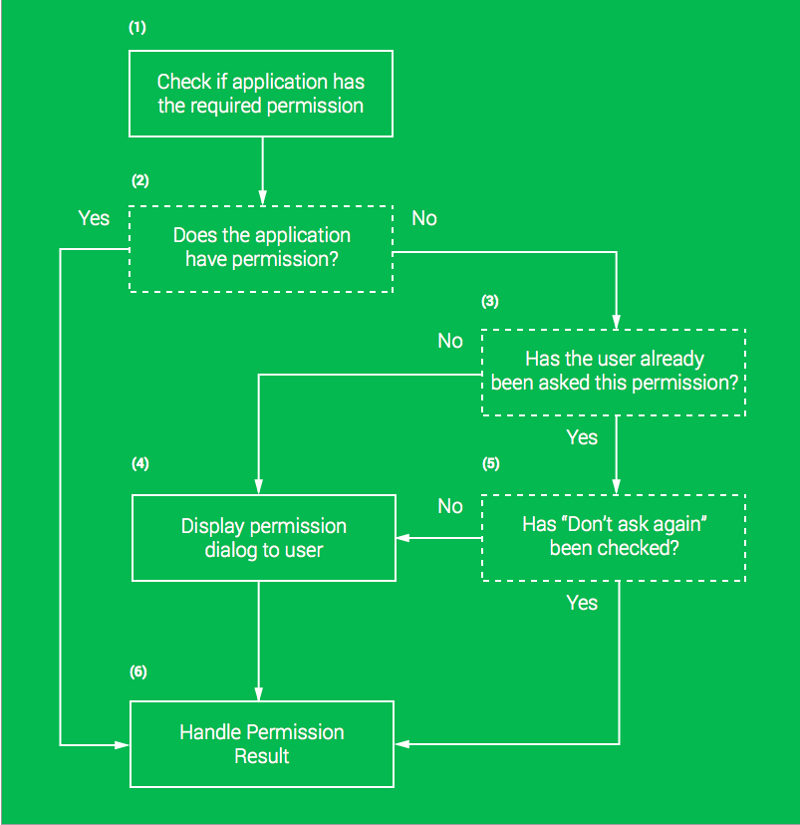 (1)
Check if application has
the required permission
(2)
Yes
No
Does the application
have permission?
(3)
No
Has the user already
been asked this permission?
Yes
(4)
(5)
No
Display permission
dialog to user
Has “Don’t ask again”
been checked?
Yes
(6)
Handle Permission
Result